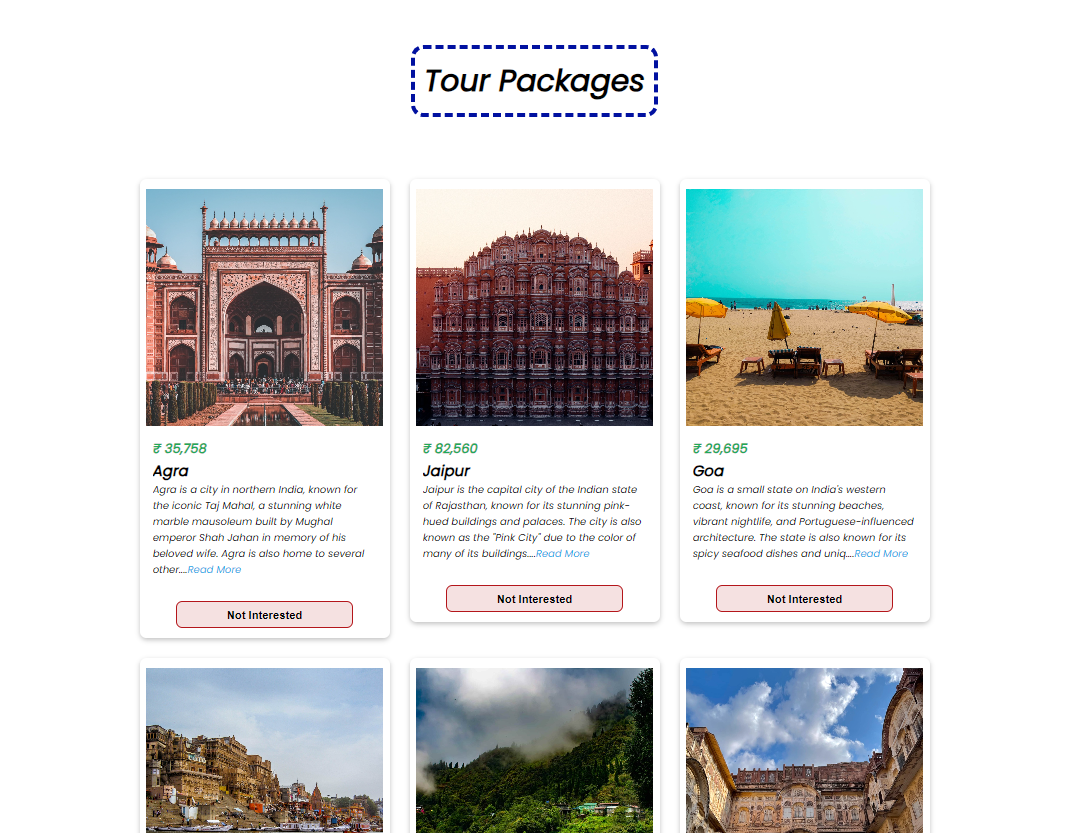 Tour Packages
₹ 35,758
Agra
Agra is a city in northern India, known for
the iconic Taj Mahal, a stunning white
marble mausoleum built by Mughal
emperor Shah Jahan in memory of his
beloved wife. Agra is also home to several
other....Read More
Not Interested
₹ 82,560
Jaipur
Jaipur is the capital city of the Indian state
of Rajasthan, known for its stunning pink-
hued buildings and palaces. The city is also
known as the "Pink City" due to the color of
many of its buildings....Read More
Not Interested
₹ 29,695
Goa
Goa is a small state on India's western
coast, known for its stunning beaches,
vibrant nightlife, and Portuguese-influenced
architecture. The state is also known for its
spicy seafood dishes and uniq....Read More
Not Interested